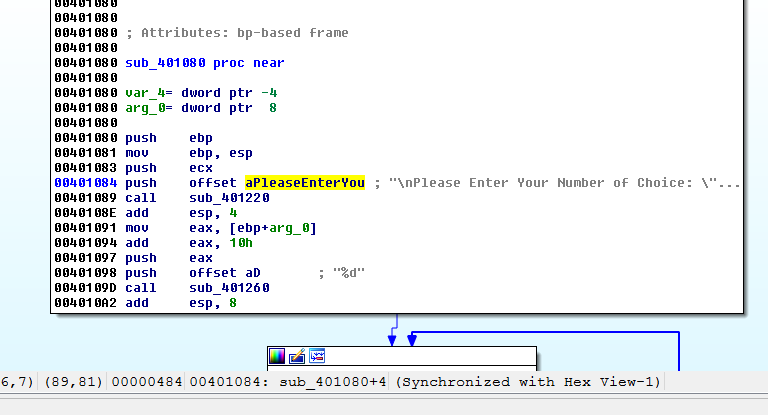 00401080
00401080
00401080
00401080 ; Attributes: bp-based frame
00401080
00401080 sub_401080 proc near
00401080
00401080 var_4= dword ptr -4
00401080 arg_0= dword ptr  8
00401080
00401080 push    ebp
00401081 mov     ebp, esp
00401083 push    ecx
00401084 push    offset aPleaseEnterYou ; "\nPlease Enter Your Number of Choice: \"...
00401089 call    sub_401220
0040108E add     esp, 4
00401091 mov     eax, [ebp+arg_0]
00401094 add     eax, 10h
00401097 push    eax
00401098 push    offset aD       ; "%d"
0040109D call    sub_401260
004010A2 add     esp, 8
6,7) (89,81) 00000484 00401084: sub_401080+4 (Synchronized with Hex View-1)